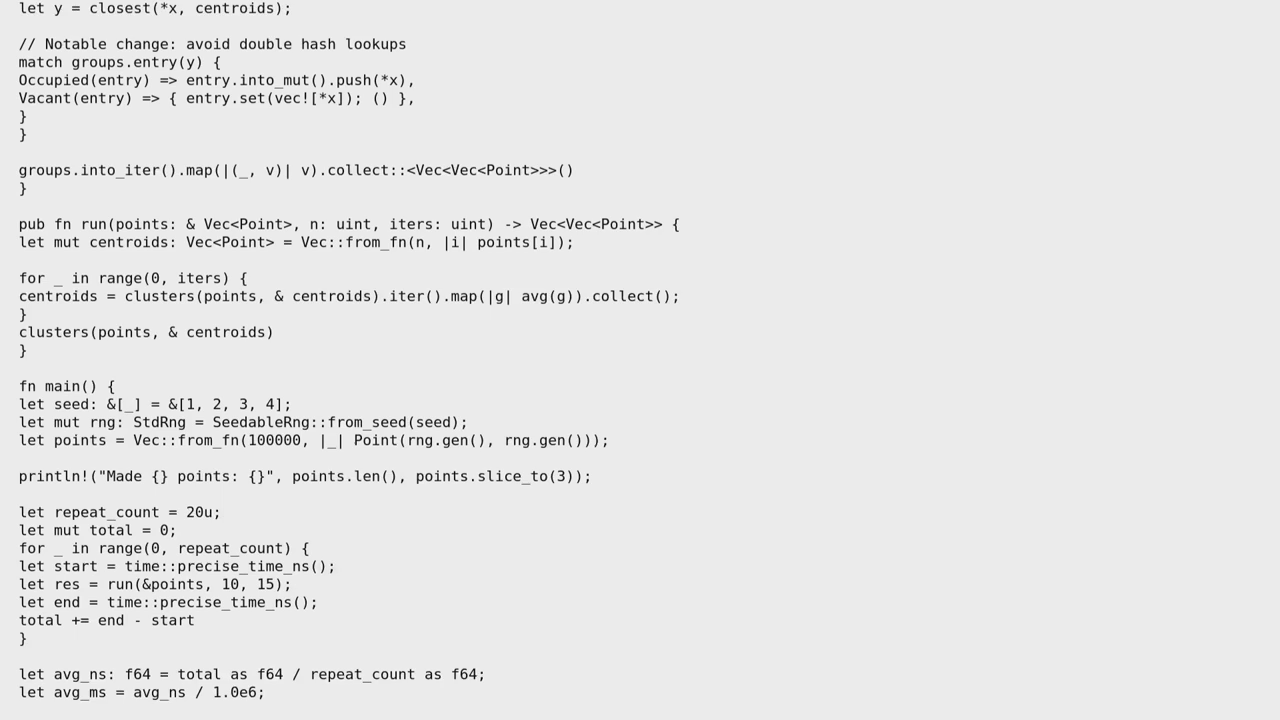 let y = closest(*x, centroids);
// Notable change: avoid double hash lookups
match groups.entry(y) {
Occupied(entry) => entry.into_mut().push(*x),
Vacant(entry) => { entry.set(vec![*x]); () },
}
}
groups.into_iter().map(|(_, v)| v).collect::<Vec<Vec<Point>>>()
}
pub fn run(points: & Vec<Point>, n: uint, iters: uint) -> Vec<Vec<Point>> {
let mut centroids: Vec<Point> = Vec::from_fn(n, |i| points[i]);
for _ in range(0, iters) {
centroids = clusters(points, & centroids).iter().map(|g| avg(g)).collect();
}
clusters(points, & centroids)
}
fn main() {
let seed: &[_] = &[1, 2, 3, 4];
let mut rng: StdRng = SeedableRng::from_seed(seed);
let points = Vec::from_fn(100000, |_| Point(rng.gen(), rng.gen()));
println!("Made {} points: {}", points.len(), points.slice_to(3));
let repeat_count = 20u;
let mut total = 0;
for _ in range(0, repeat_count) {
let start = time::precise_time_ns();
let res = run(&points, 10, 15);
let end = time::precise_time_ns();
total += end - start
}
let avg_ns: f64 = total as f64 / repeat_count as f64;
let avg_ms = avg_ns / 1.0e6;